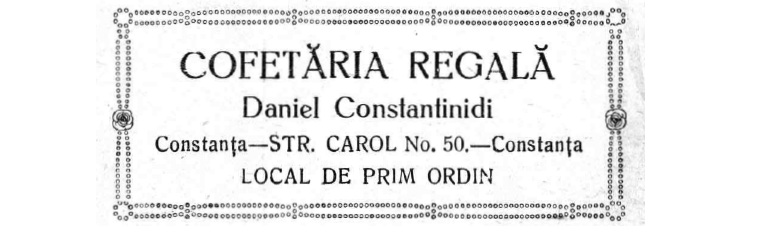 COFETĂRIA REGALĂ
Daniel Constantinidi
Constanța—STR. CAROL No. 50.—Constanța
LOCAL DE PRIM ORDIN